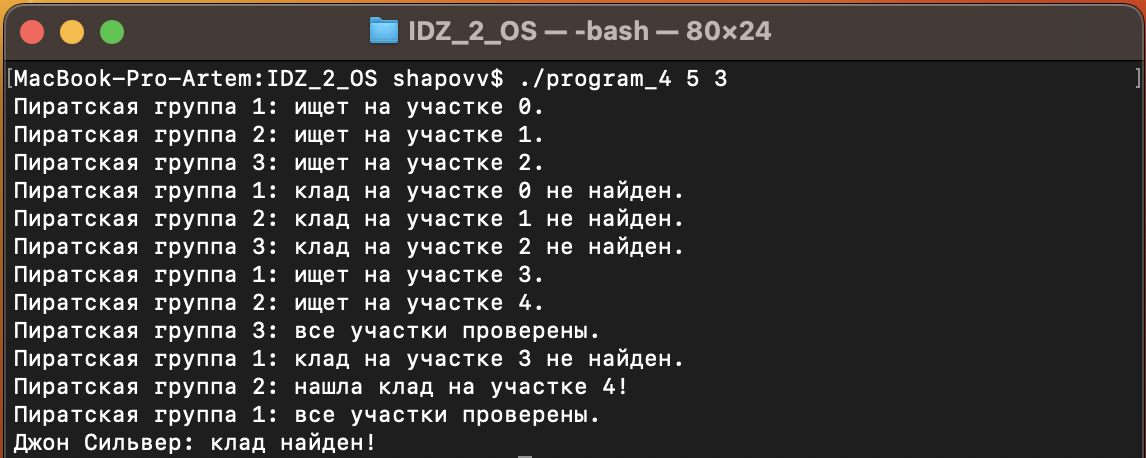 IDZ_2_OS — -bash — 80×24
[MacBook-Pro-Artem:IDZ_2_OS shapovv$ ./program_4 5 3 ]
Пиратская группа 1: ищет на участке 0.
Пиратская группа 2: ищет на участке 1.
Пиратская группа 3: ищет на участке 2.
Пиратская группа 1: клад на участке 0 не найден.
Пиратская группа 2: клад на участке 1 не найден.
Пиратская группа 3: клад на участке 2 не найден.
Пиратская группа 1: ищет на участке 3.
Пиратская группа 2: ищет на участке 4.
Пиратская группа 3: все участки проверены.
Пиратская группа 1: клад на участке 3 не найден.
Пиратская группа 2: нашла клад на участке 4!
Пиратская группа 1: все участки проверены.
Джон Сильвер: клад найден!